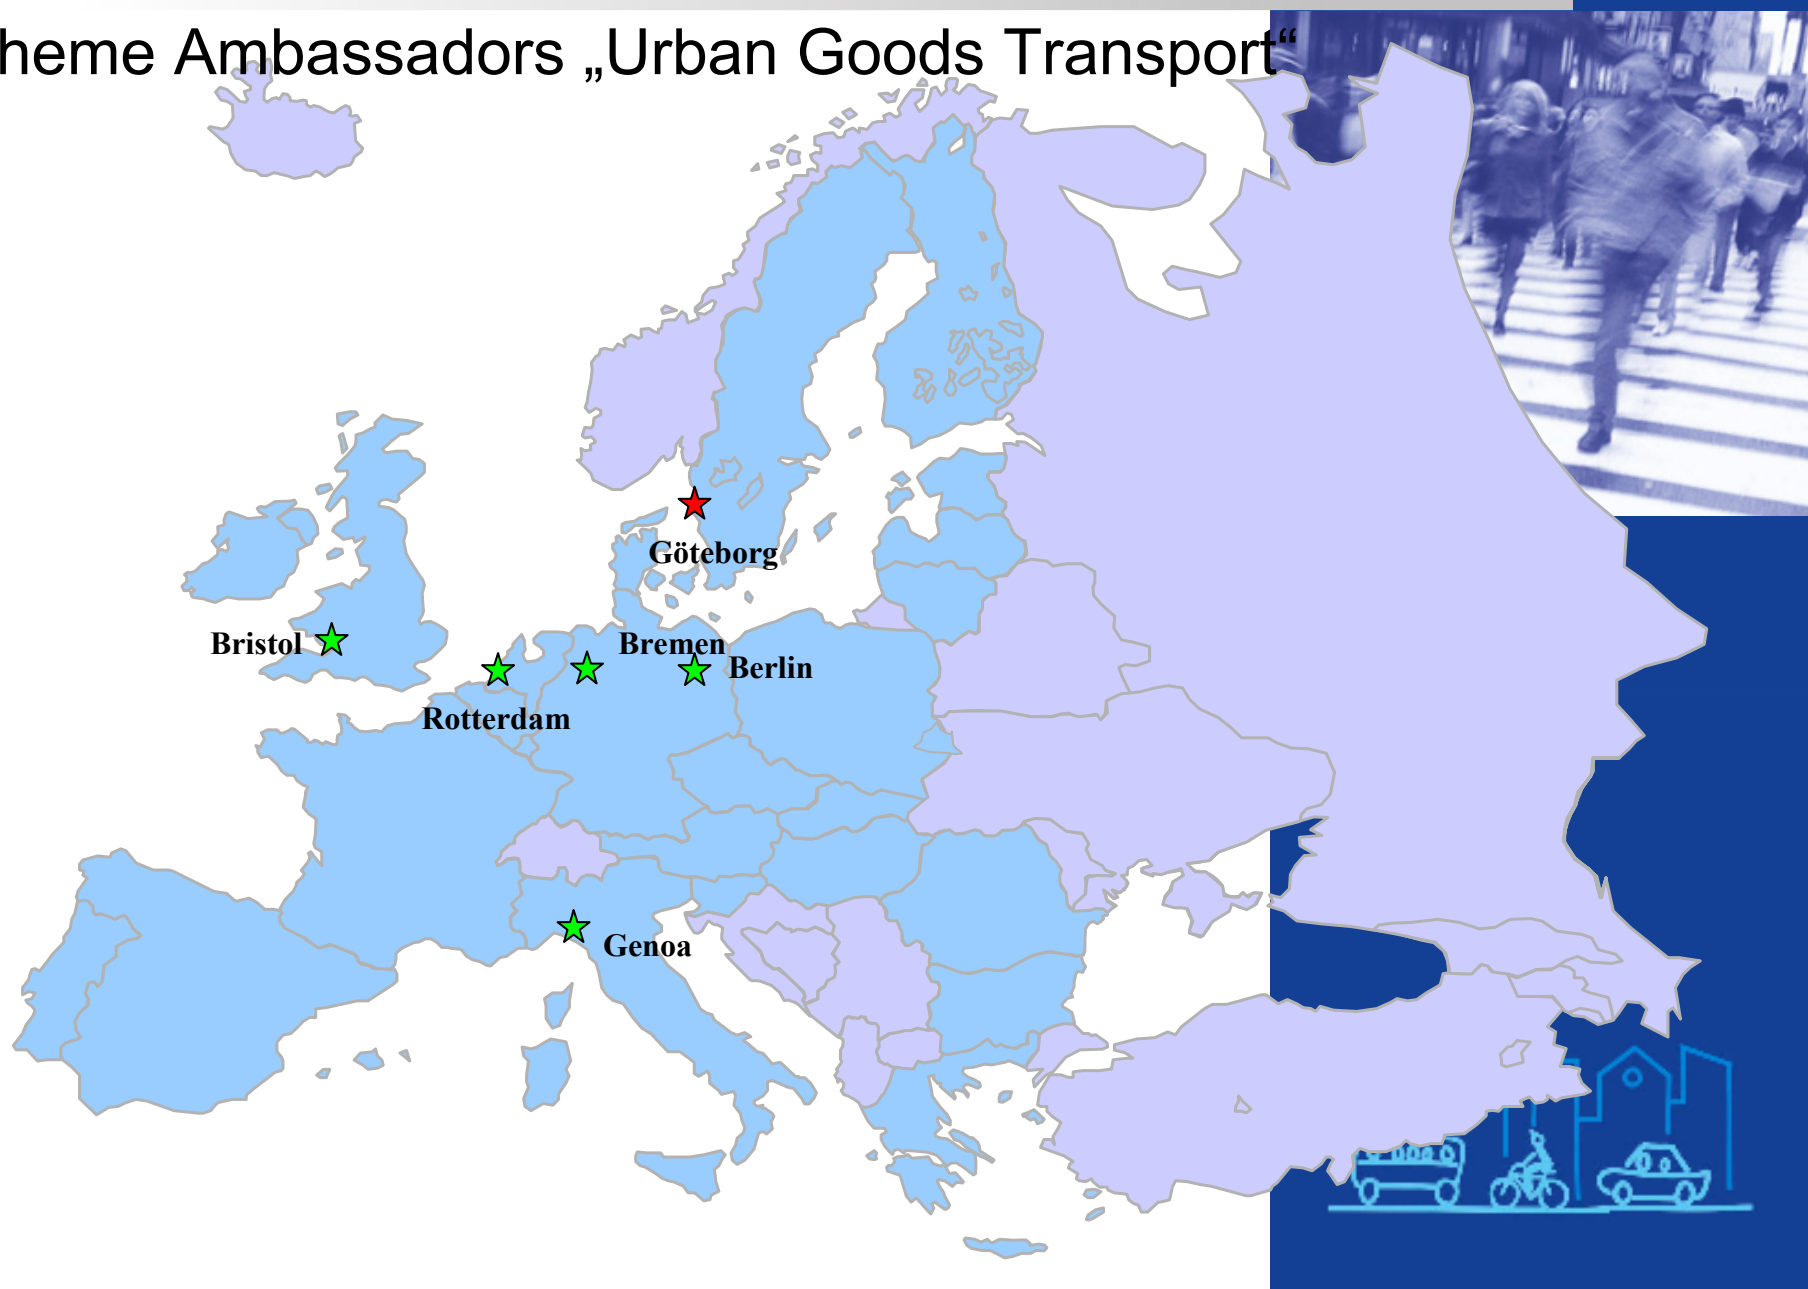 heme Ambassadors „Urban Goods Transport“
Göteborg
Bristol
Bremen
Berlin
Rotterdam
Genoa